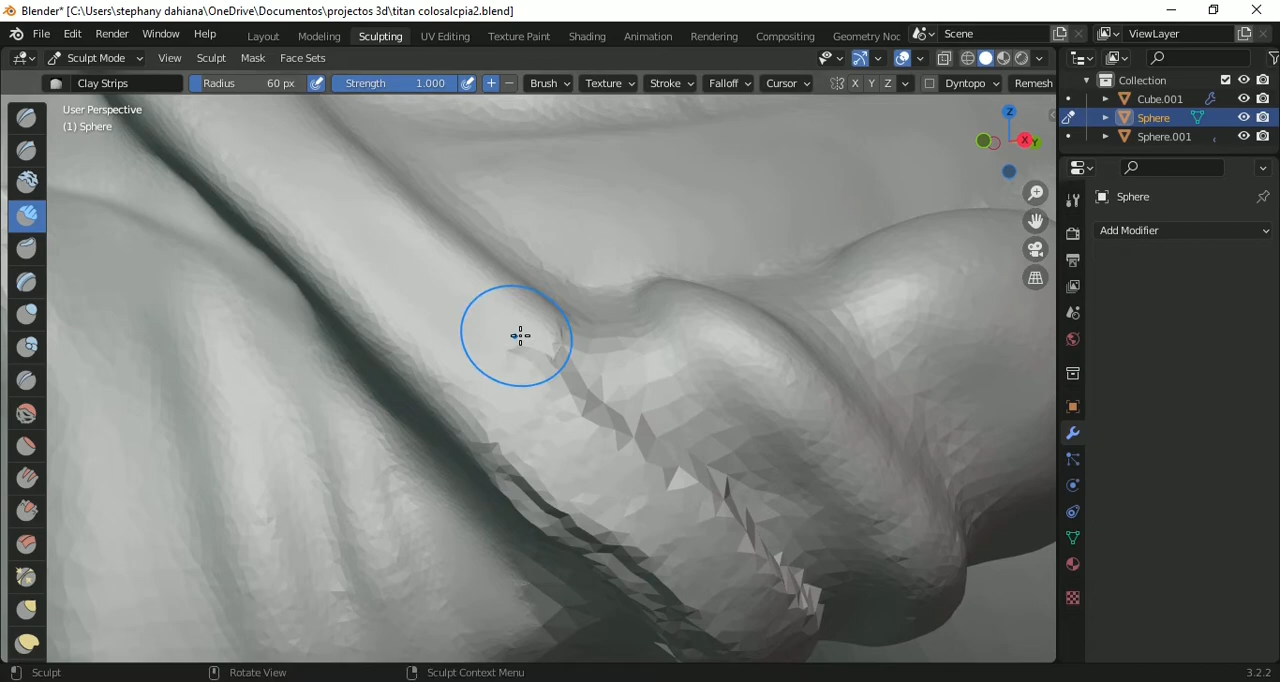 Blender* [C:\Users\stephany dahiana\OneDrive\Documentos\projectos 3d\titan colosalcpia2.blend]
File Edit Render Window Help Layout Modeling Sculpting UV Editing Texture Paint Shading Animation Rendering Compositing Geometry Noc Scene ViewLayer
Sculpt Mode View Sculpt Mask Face Sets
Clay Strips Radius 60 px Strength 1.000 Brush Texture Stroke Falloff Cursor X Y Z Dyntopo Remesh
User Perspective
(1) Sphere
Z
X
Y
Collection
Cube.001
Sphere
Sphere.001
Sphere
Add Modifier
Sculpt Rotate View Sculpt Context Menu 3.2.2